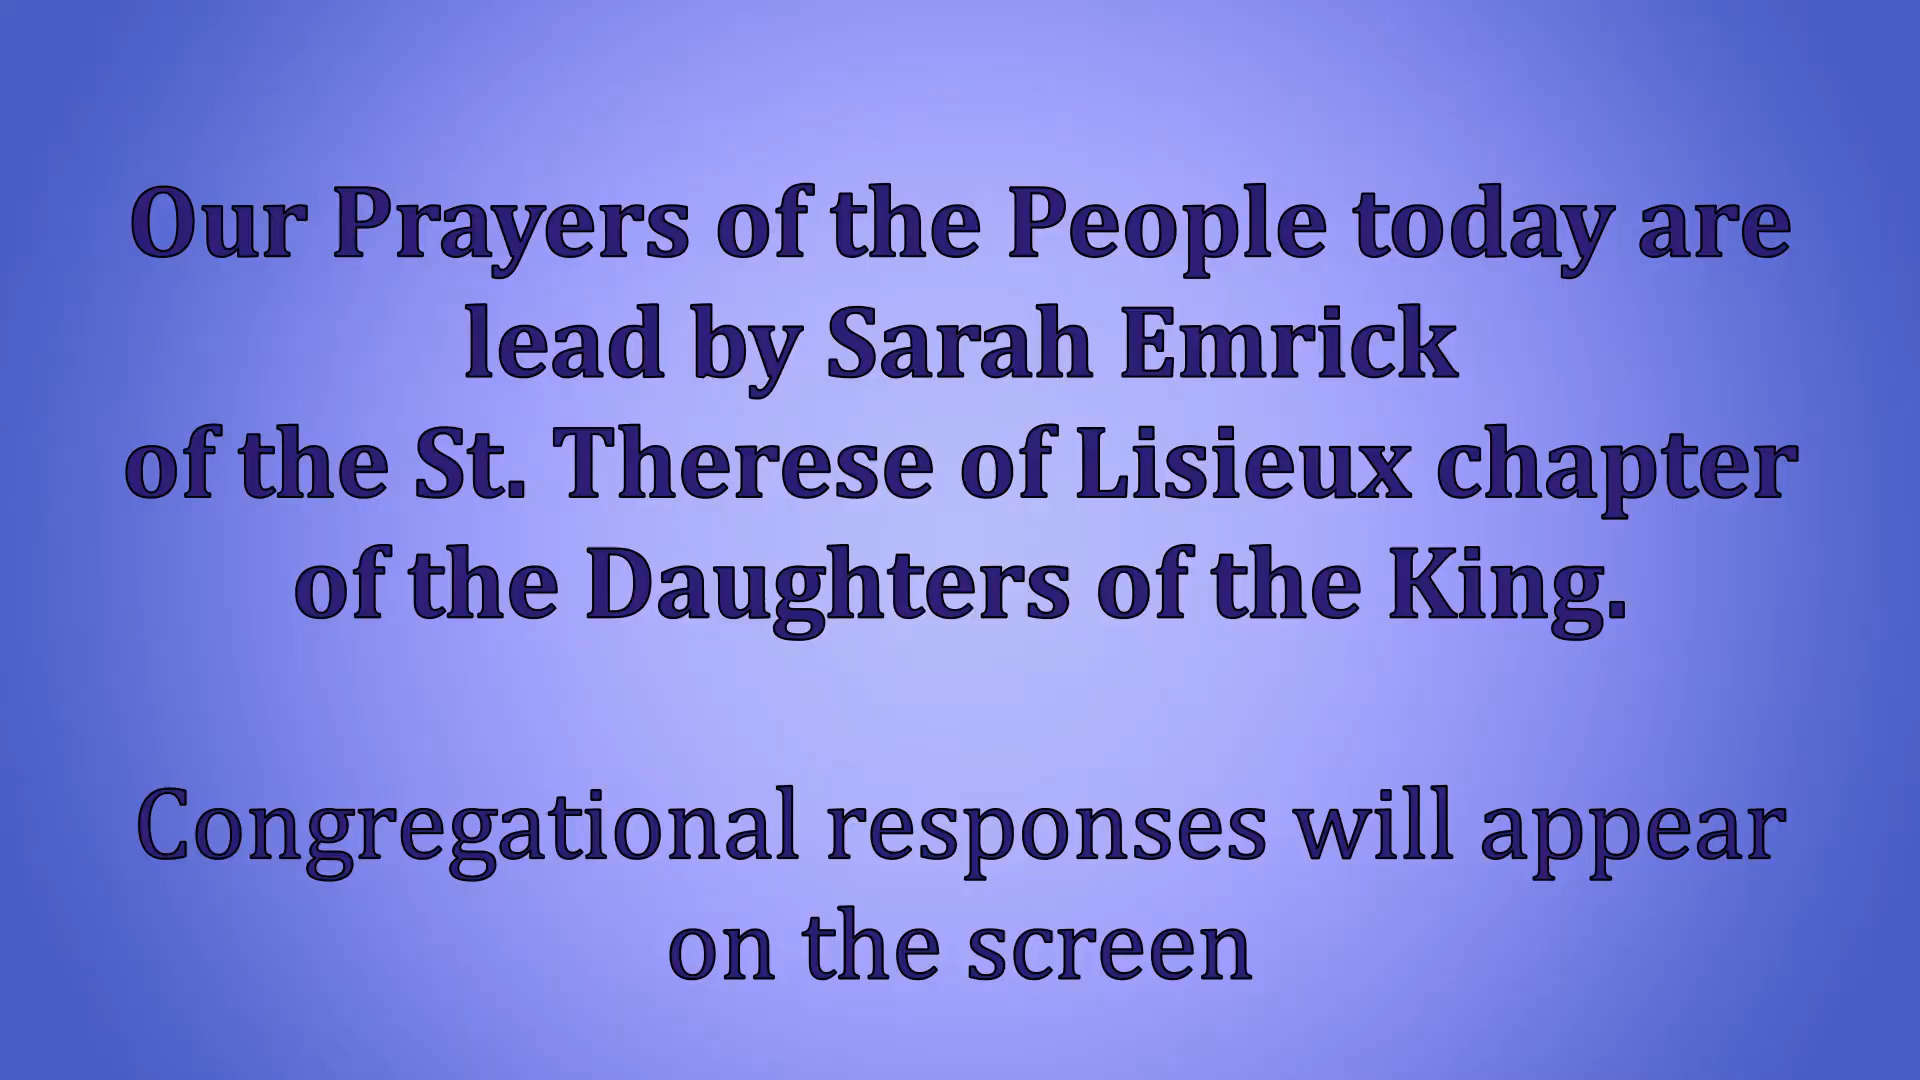 Our Prayers of the People today are
lead by Sarah Emrick
of the St. Therese of Lisieux chapter
of the Daughters of the King.
Congregational responses will appear
on the screen